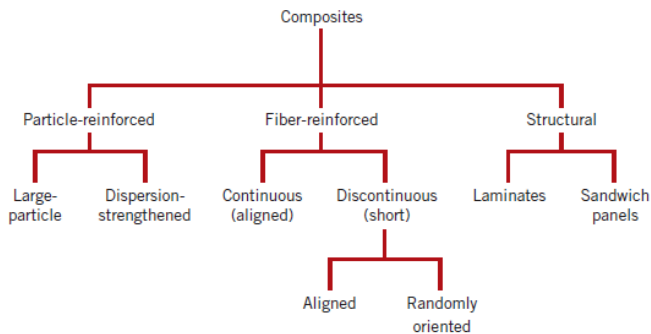 Composites
Particle-reinforced
Fiber-reinforced
Structural
Large-
particle
Dispersion-
strengthened
Continuous
(aligned)
Discontinuous
(short)
Laminates
Sandwich
panels
Aligned
Randomly
oriented